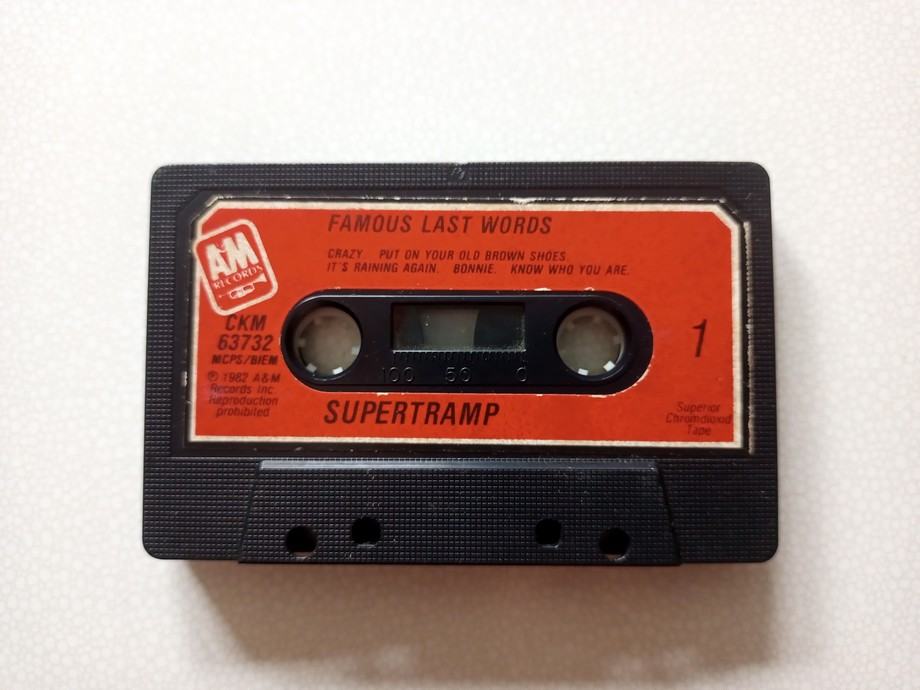 FAMOUS LAST WORDS
CRAZY. PUT ON YOUR OLD BROWN SHOES.
IT'S RAINING AGAIN. BONNIE. KNOW WHO YOU ARE.
A&M
RECORDS
CKM
63732
MCPS/BIEM
℗ 1982 A&M
Records Inc.
Reproduction
prohibited
1
100 50 0
SUPERTRAMP
Superior
Chromdioxid
Tape